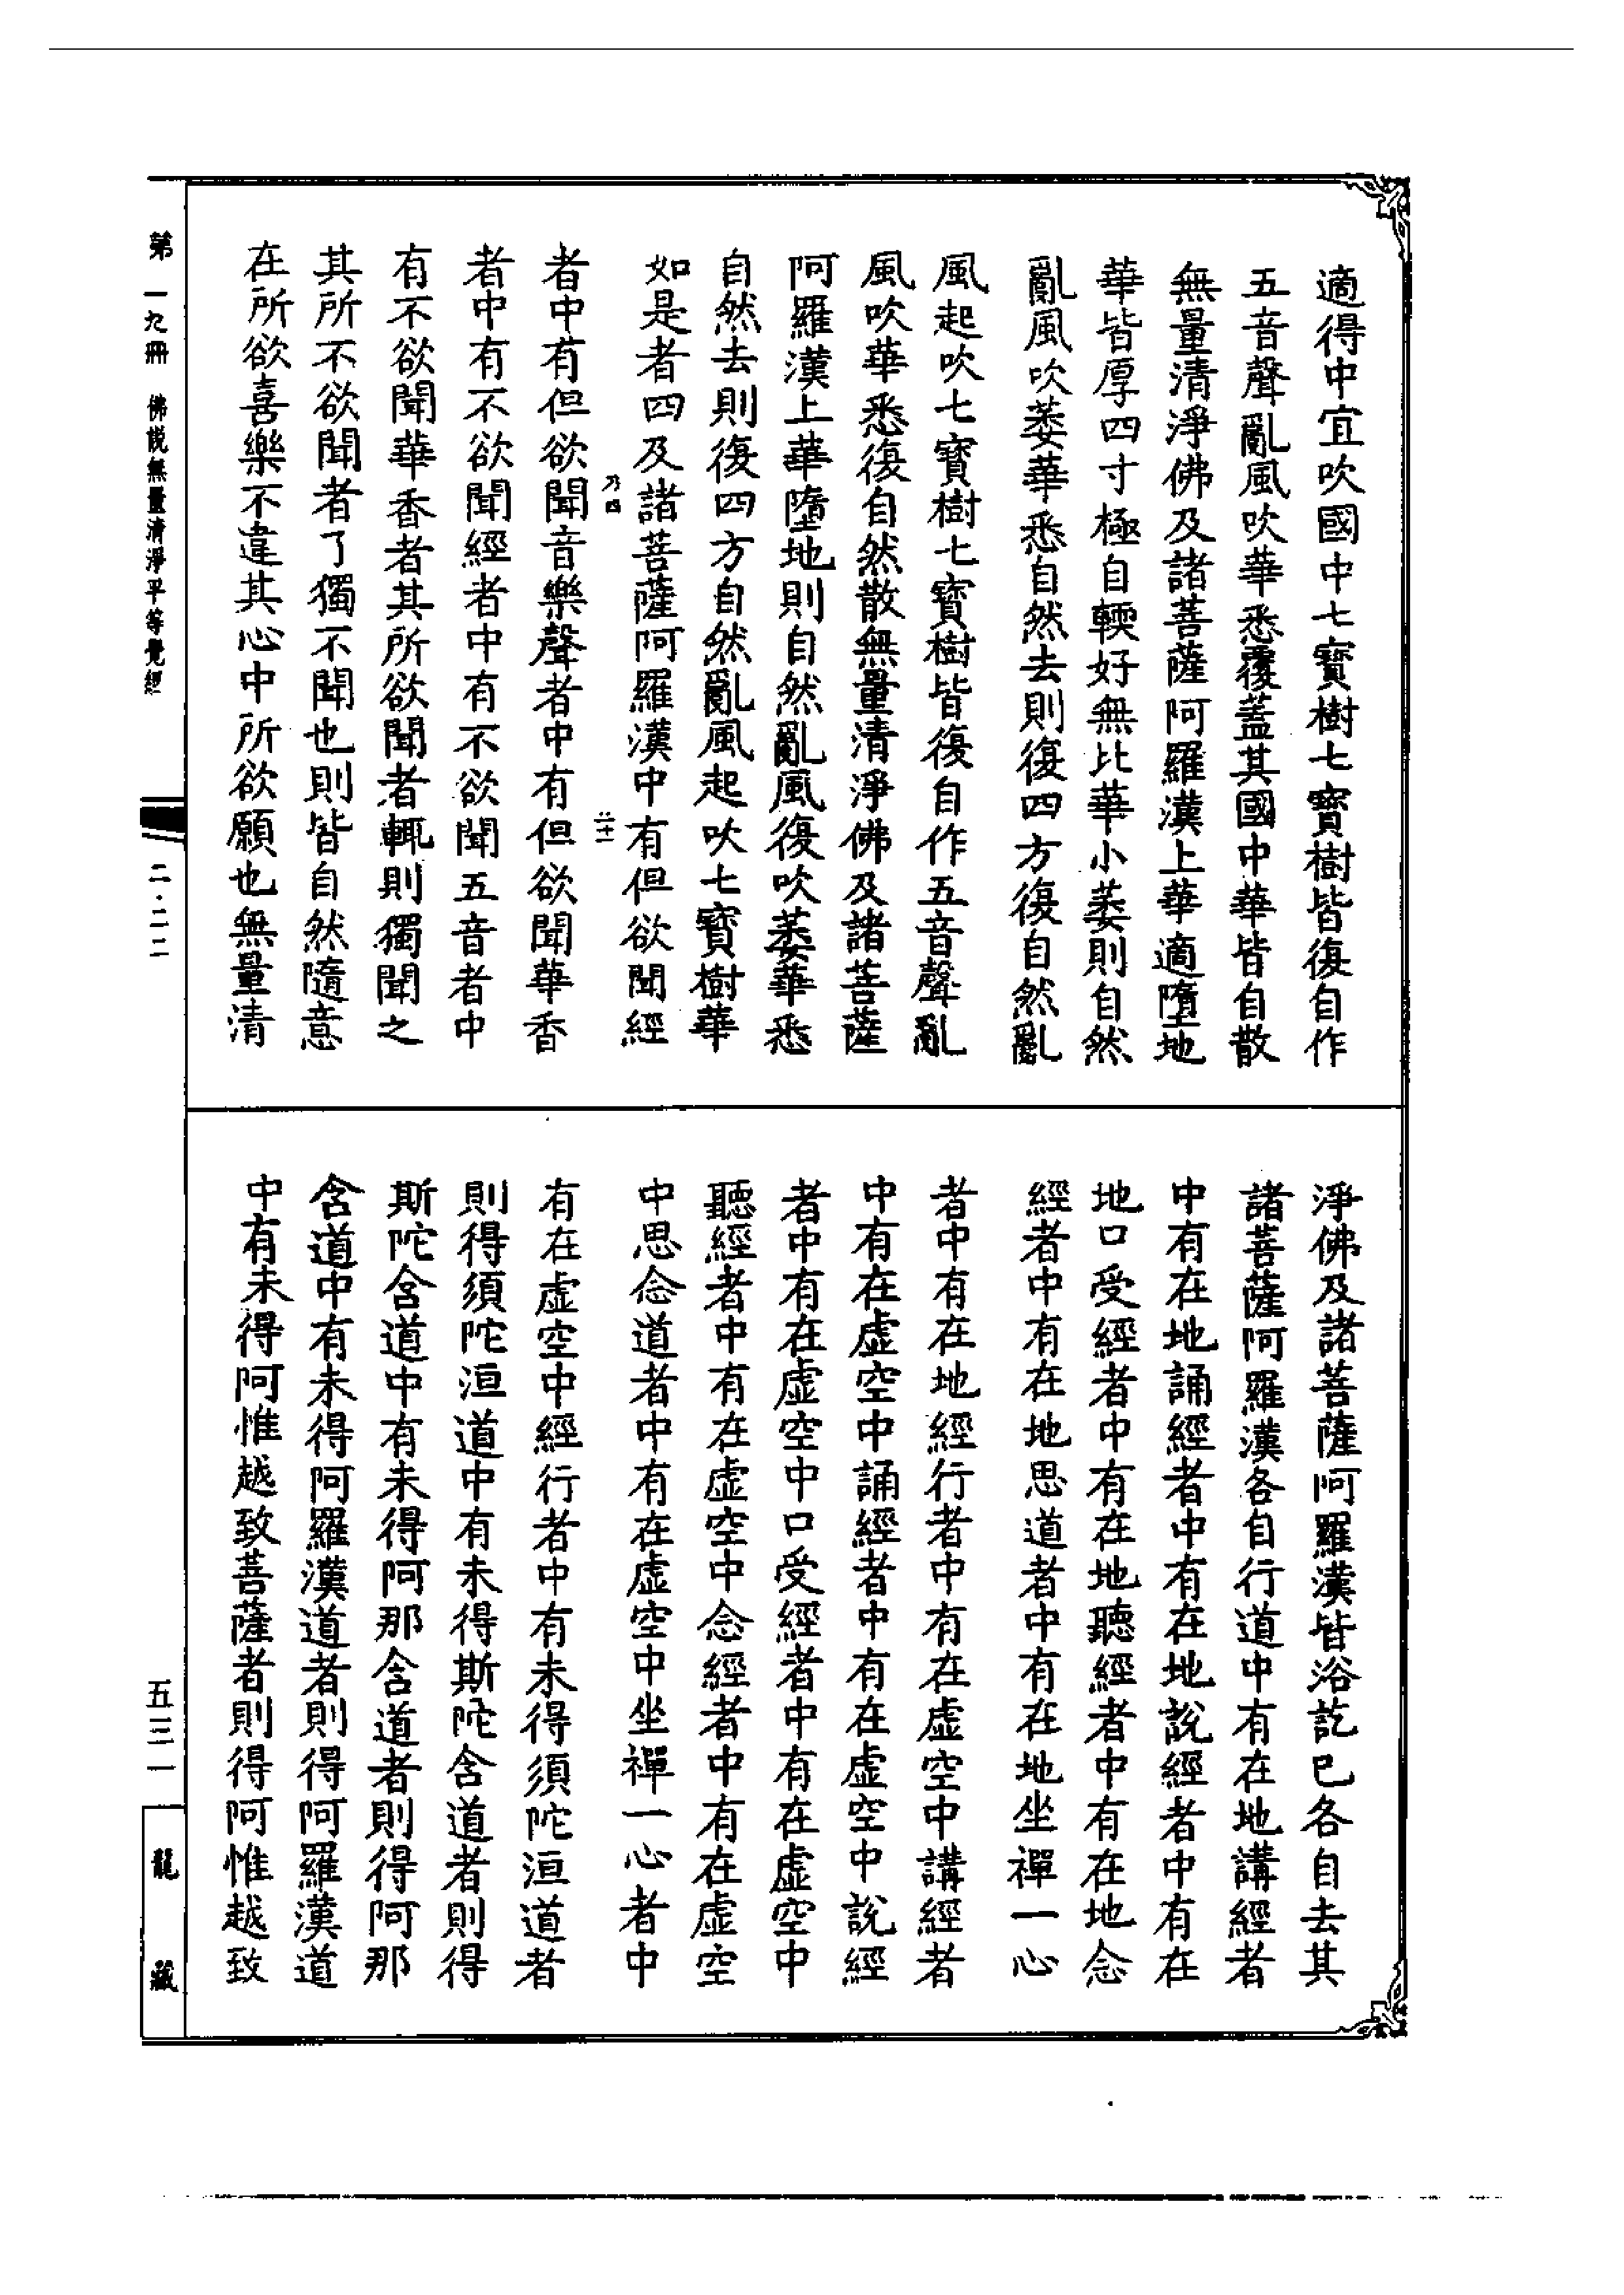 適得中宜吹國中七寶樹七寶樹皆復自作
五音聲亂風吹華悉覆蓋其國中華皆自散
無量清淨佛及諸菩薩阿羅漢上華適墮地
華皆厚四寸極自輭好無比華小萎則自然
亂風吹萎華悉自然去則復四方復自然亂
風起吹七寶樹七寶樹皆復自作五音聲亂
風吹華悉復自然散無量清淨佛及諸菩薩
阿羅漢上華墮地則自然亂風復吹萎華悉
自然去則復四方自然亂風起吹七寶樹華
如是者四及諸菩薩阿羅漢中有但欲聞經
乃四 二十
者中有但欲聞音樂聲者中有但欲聞華香
者中有不欲聞經者中有不欲聞五音者中
有不欲聞華香者其所欲聞者輒則獨聞之
其所不欲聞者了獨不聞也則皆自然隨意
在所欲喜樂不違其心中所欲願也無量清
淨佛及諸菩薩阿羅漢皆浴訖已各自去其
諸菩薩阿羅漢各自行道中有在地講經者
中有在地誦經者中有在地說經者中有在
地口受經者中有在地聽經者中有在地念
經者中有在地思道者中有在地坐禪一心
者中有在地經行者中有在虛空中講經者
中有在虛空中誦經者中有在虛空中說經
者中有在虛空中口受經者中有在虛空中
聽經者中有在虛空中念經者中有在虛空
中思念道者中有在虛空中坐禪一心者中
有在虛空中經行者中有未得須陀洹道者
則得須陀洹道中有未得斯陀含道者則得
斯陀含道中有未得阿那含道者則得阿那
含道中有未得阿羅漢道者則得阿羅漢道
中有未得阿惟越致菩薩者則得阿惟越致
第一九冊 佛說無量清淨平等覺經
二·二二
五三一
龍藏